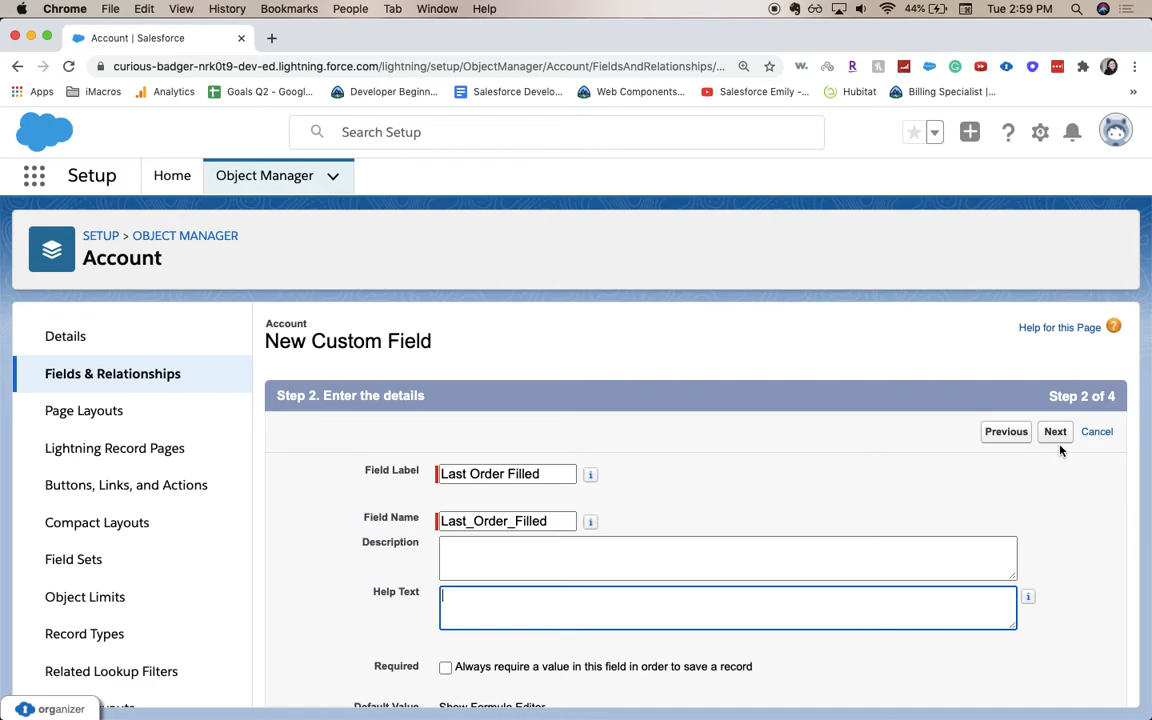 Chrome File Edit View History Bookmarks People Tab Window Help 44% Tue 2:59 PM
Account | Salesforce
curious-badger-nrk0t9-dev-ed.lightning.force.com/lightning/setup/ObjectManager/Account/FieldsAndRelationships/...
Apps iMacros Analytics Goals Q2 - Googl... Developer Beginn... Salesforce Develo... Web Components... Salesforce Emily -... Hubitat Billing Specialist |... »
Search Setup
Setup Home Object Manager
SETUP > OBJECT MANAGER
Account
Details
Fields & Relationships
Page Layouts
Lightning Record Pages
Buttons, Links, and Actions
Compact Layouts
Field Sets
Object Limits
Record Types
Related Lookup Filters
organizer
Account
New Custom Field
Help for this Page ?
Step 2. Enter the details Step 2 of 4
Previous Next Cancel
Field Label Last Order Filled i
Field Name Last_Order_Filled i
Description
Help Text i
Required Always require a value in this field in order to save a record
Default Value Show Formula Editor